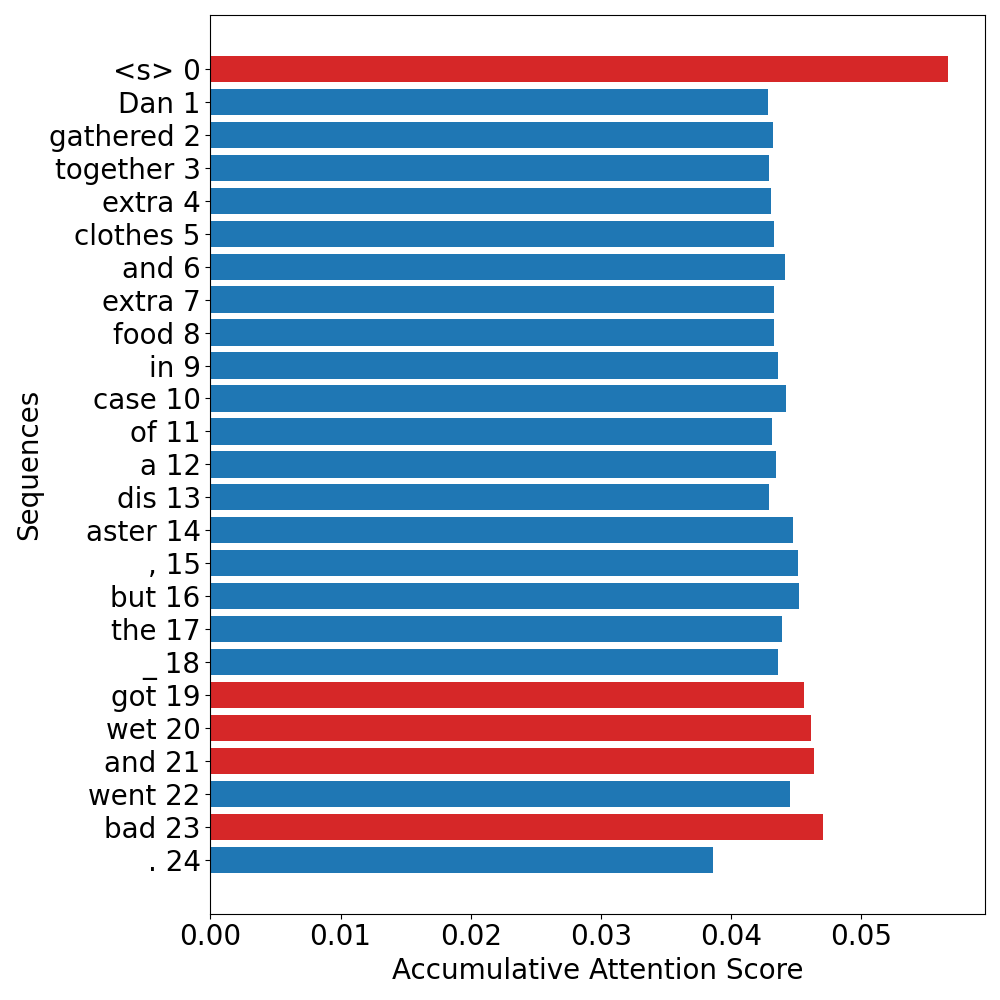 <s> 0
Dan 1
gathered 2
together 3
extra 4
clothes 5
and 6
extra 7
food 8
in 9
case 10
of 11
a 12
dis 13
aster 14
, 15
but 16
the 17
_ 18
got 19
wet 20
and 21
went 22
bad 23
. 24
Sequences
0.00 0.01 0.02 0.03 0.04 0.05
Accumulative Attention Score